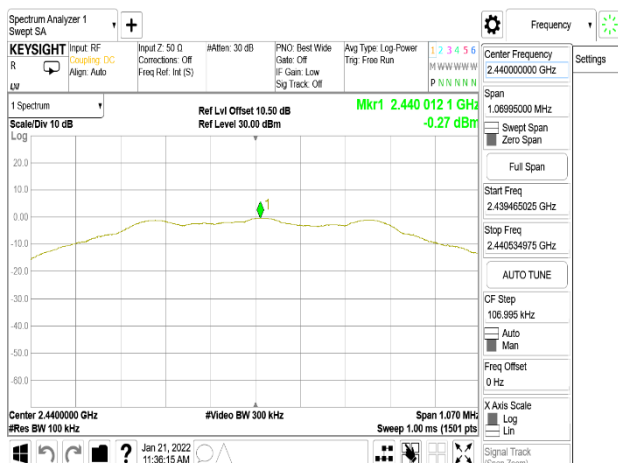 Spectrum Analyzer 1
Swept SA
Frequency
KEYSIGHT
R
Input: RF
Coupling: DC
Align: Auto
Input Z: 50 Ω
Corrections: Off
Freq Ref: Int (S)
#Atten: 30 dB
PNO: Best Wide
Gate: Off
IF Gain: Low
Sig Track: Off
Avg Type: Log-Power
Trig: Free Run
1 2 3 4 5 6
M W W W W W
P N N N N N
1 Spectrum
Scale/Div 10 dB
Log
Ref Lvl Offset 10.50 dB
Ref Level 30.00 dBm
Mkr1 2.440 012 1 GHz
-0.27 dBm
20.0
10.0
0.00
-10.0
-20.0
-30.0
-40.0
-50.0
-60.0
1
Center 2.4400000 GHz
#Res BW 100 kHz
#Video BW 300 kHz
Span 1.070 MHz
Sweep 1.00 ms (1501 pts)
Jan 21, 2022
11:36:15 AM
Center Frequency
2.440000000 GHz
Settings
Span
1.06995000 MHz
Swept Span
Zero Span
Full Span
Start Freq
2.439465025 GHz
Stop Freq
2.440534975 GHz
AUTO TUNE
CF Step
106.995 kHz
Auto
Man
Freq Offset
0 Hz
X Axis Scale
Log
Lin
Signal Track
(Span Zoom)